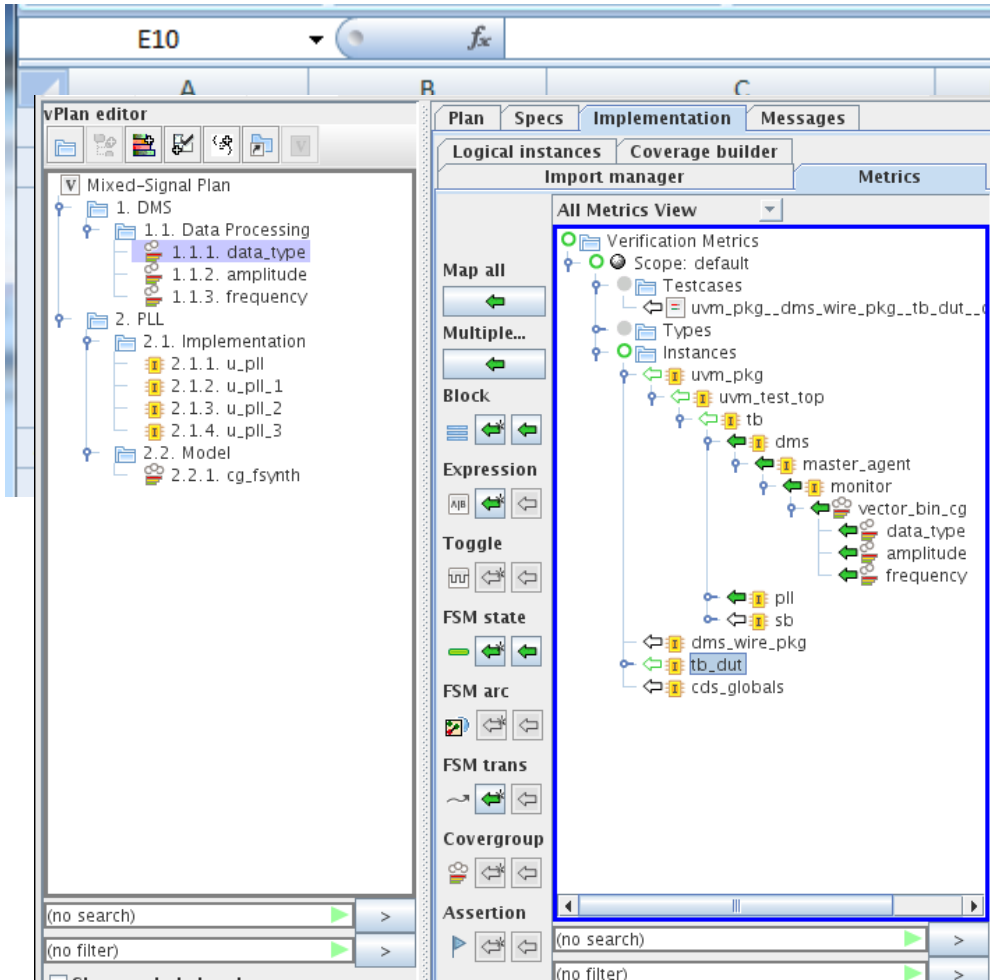 E10
fx
A
B
C
vPlan editor
V Mixed-Signal Plan
1. DMS
1.1. Data Processing
1.1.1. data_type
1.1.2. amplitude
1.1.3. frequency
2. PLL
2.1. Implementation
2.1.1. u_pll
2.1.2. u_pll_1
2.1.3. u_pll_2
2.1.4. u_pll_3
2.2. Model
2.2.1. cg_fsynth
(no search) >
(no filter) >
Plan Specs Implementation Messages
Logical instances Coverage builder
Import manager Metrics
All Metrics View
Map all
Multiple...
Block
Expression
A|B
Toggle
FSM state
FSM arc
FSM trans
Covergroup
Assertion
Verification Metrics
Scope: default
Testcases
uvm_pkg__dms_wire_pkg__tb_dut__
Types
Instances
uvm_pkg
uvm_test_top
tb
dms
master_agent
monitor
vector_bin_cg
data_type
amplitude
frequency
pll
sb
dms_wire_pkg
tb_dut
cds_globals
(no search) >
(no filter) >